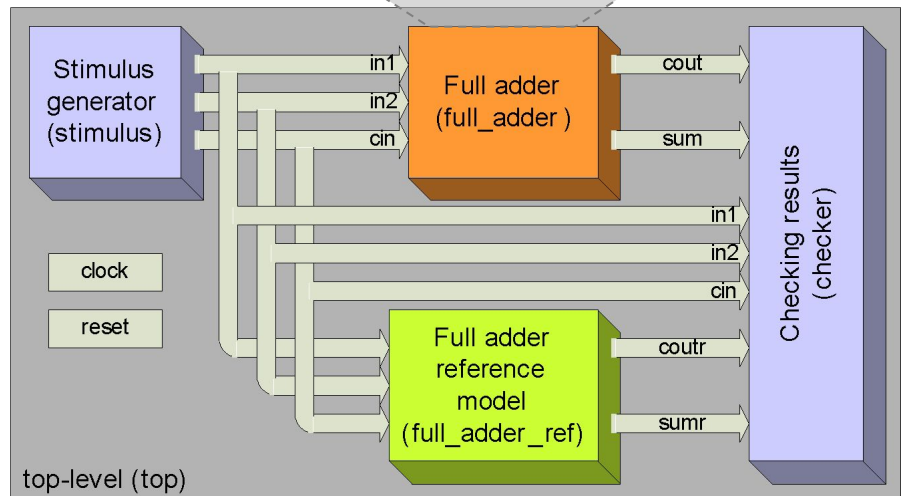 Stimulus
generator
(stimulus)
in1
in2
cin
Full adder
(full_adder )
cout
sum
in1
in2
cin
Checking results
(checker)
clock
reset
Full adder
reference
model
(full_adder_ref)
coutr
sumr
top-level (top)